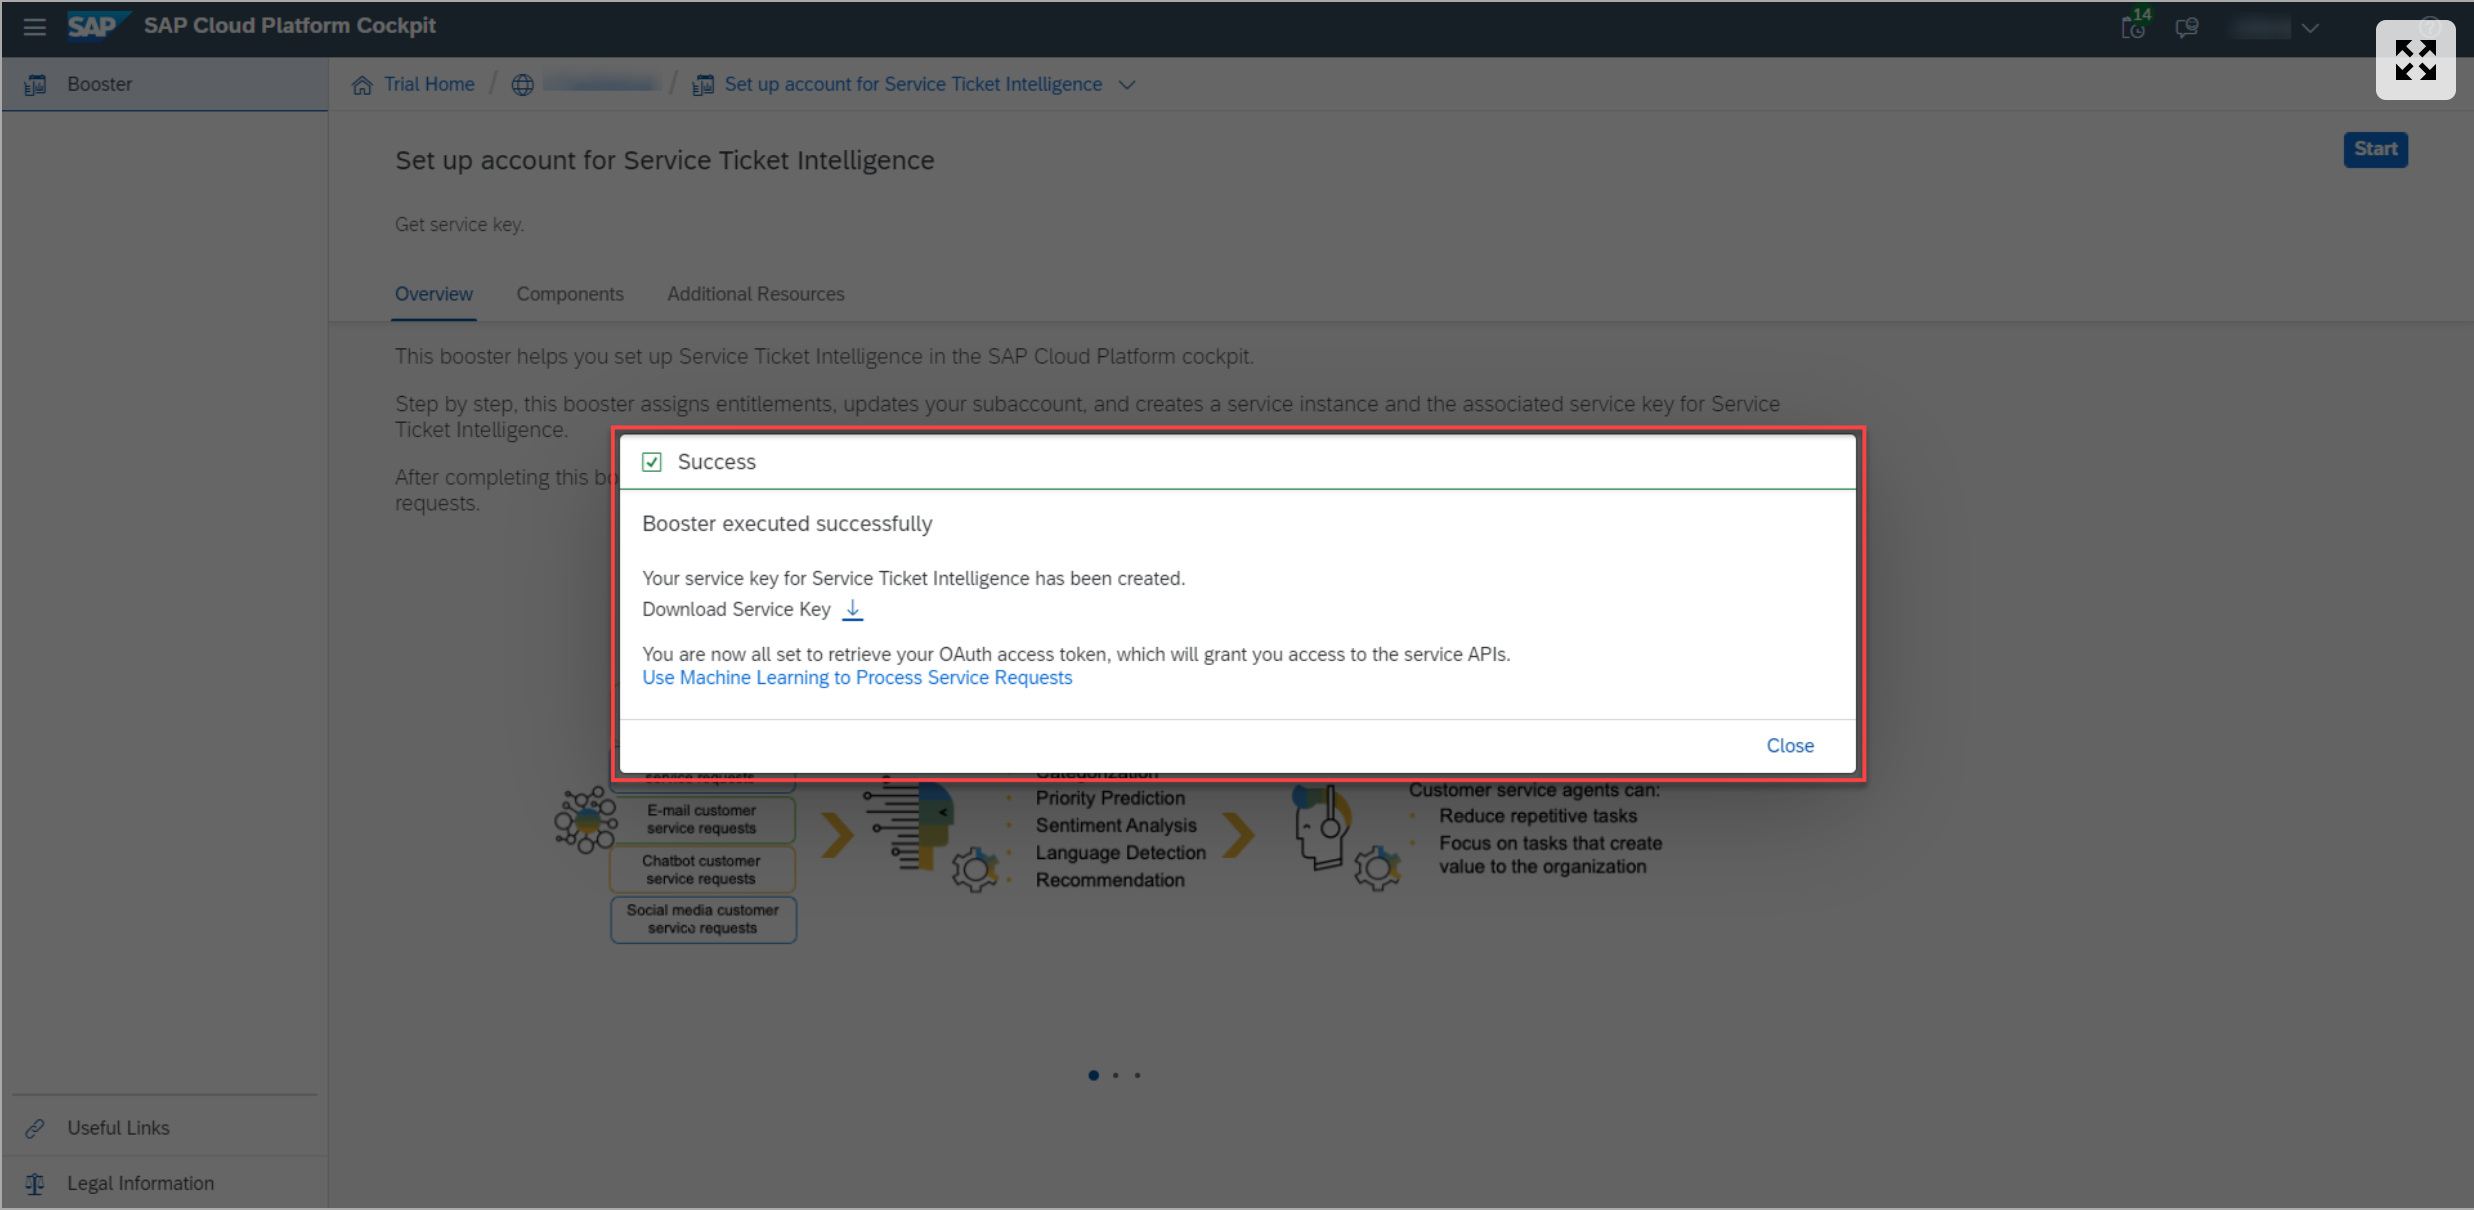 SAP SAP Cloud Platform Cockpit
14
Booster
Trial Home / / Set up account for Service Ticket Intelligence
Set up account for Service Ticket Intelligence
Start
Get service key.
Overview Components Additional Resources
This booster helps you set up Service Ticket Intelligence in the SAP Cloud Platform cockpit.
Step by step, this booster assigns entitlements, updates your subaccount, and creates a service instance and the associated service key for Service
Ticket Intelligence.
After completing this
requests.
Success
Booster executed successfully
Your service key for Service Ticket Intelligence has been created.
Download Service Key
You are now all set to retrieve your OAuth access token, which will grant you access to the service APIs.
Use Machine Learning to Process Service Requests
Close
service requests
E-mail customer
service requests
Chatbot customer
service requests
Social media customer
service requests
Categorization
Priority Prediction
Sentiment Analysis
Language Detection
Recommendation
Customer service agents can:
Reduce repetitive tasks
Focus on tasks that create
value to the organization
Useful Links
Legal Information